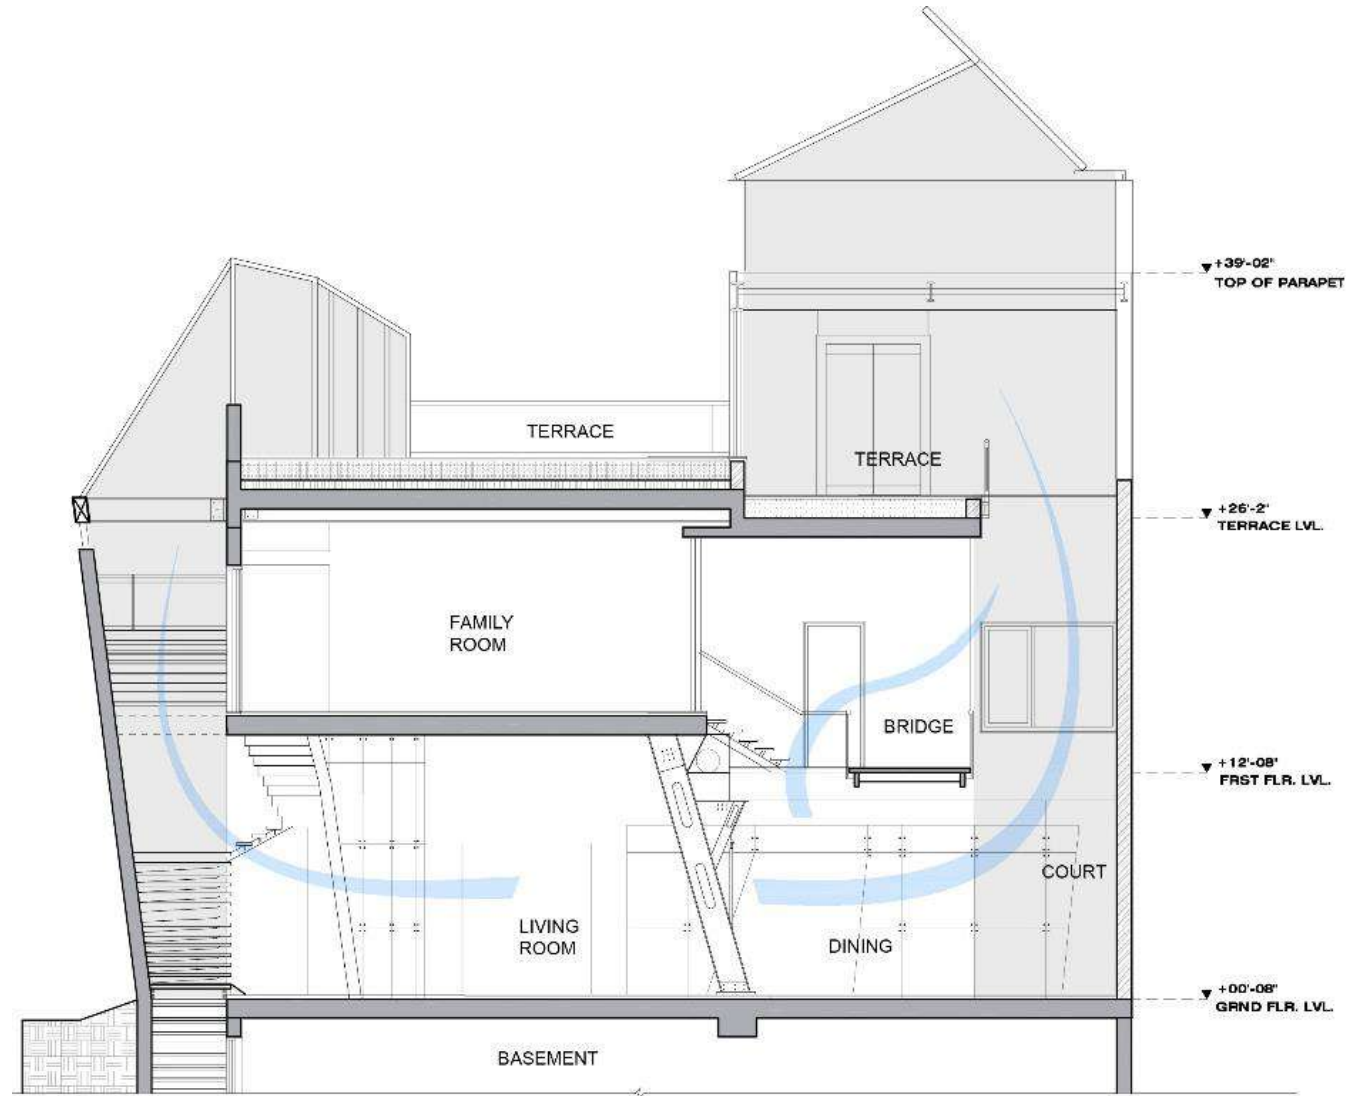 +39'-02"
TOP OF PARAPET
TERRACE
TERRACE
+26'-2"
TERRACE LVL.
FAMILY
ROOM
BRIDGE
+12'-08"
FRST FLR. LVL.
COURT
LIVING
ROOM
DINING
+00'-08"
GRND FLR. LVL.
BASEMENT